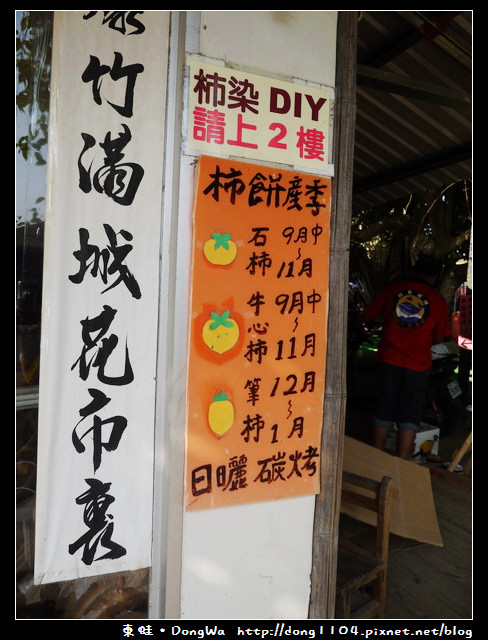 竹滿城花市裏
柿染 DIY
請上2樓
柿餅產季
石柿 9月中~11月
牛心柿 9月中~11月
筆柿 12月~1月
日曬 碳烤
東蛙・DongWa http://dong1104.pixnet.net/blog